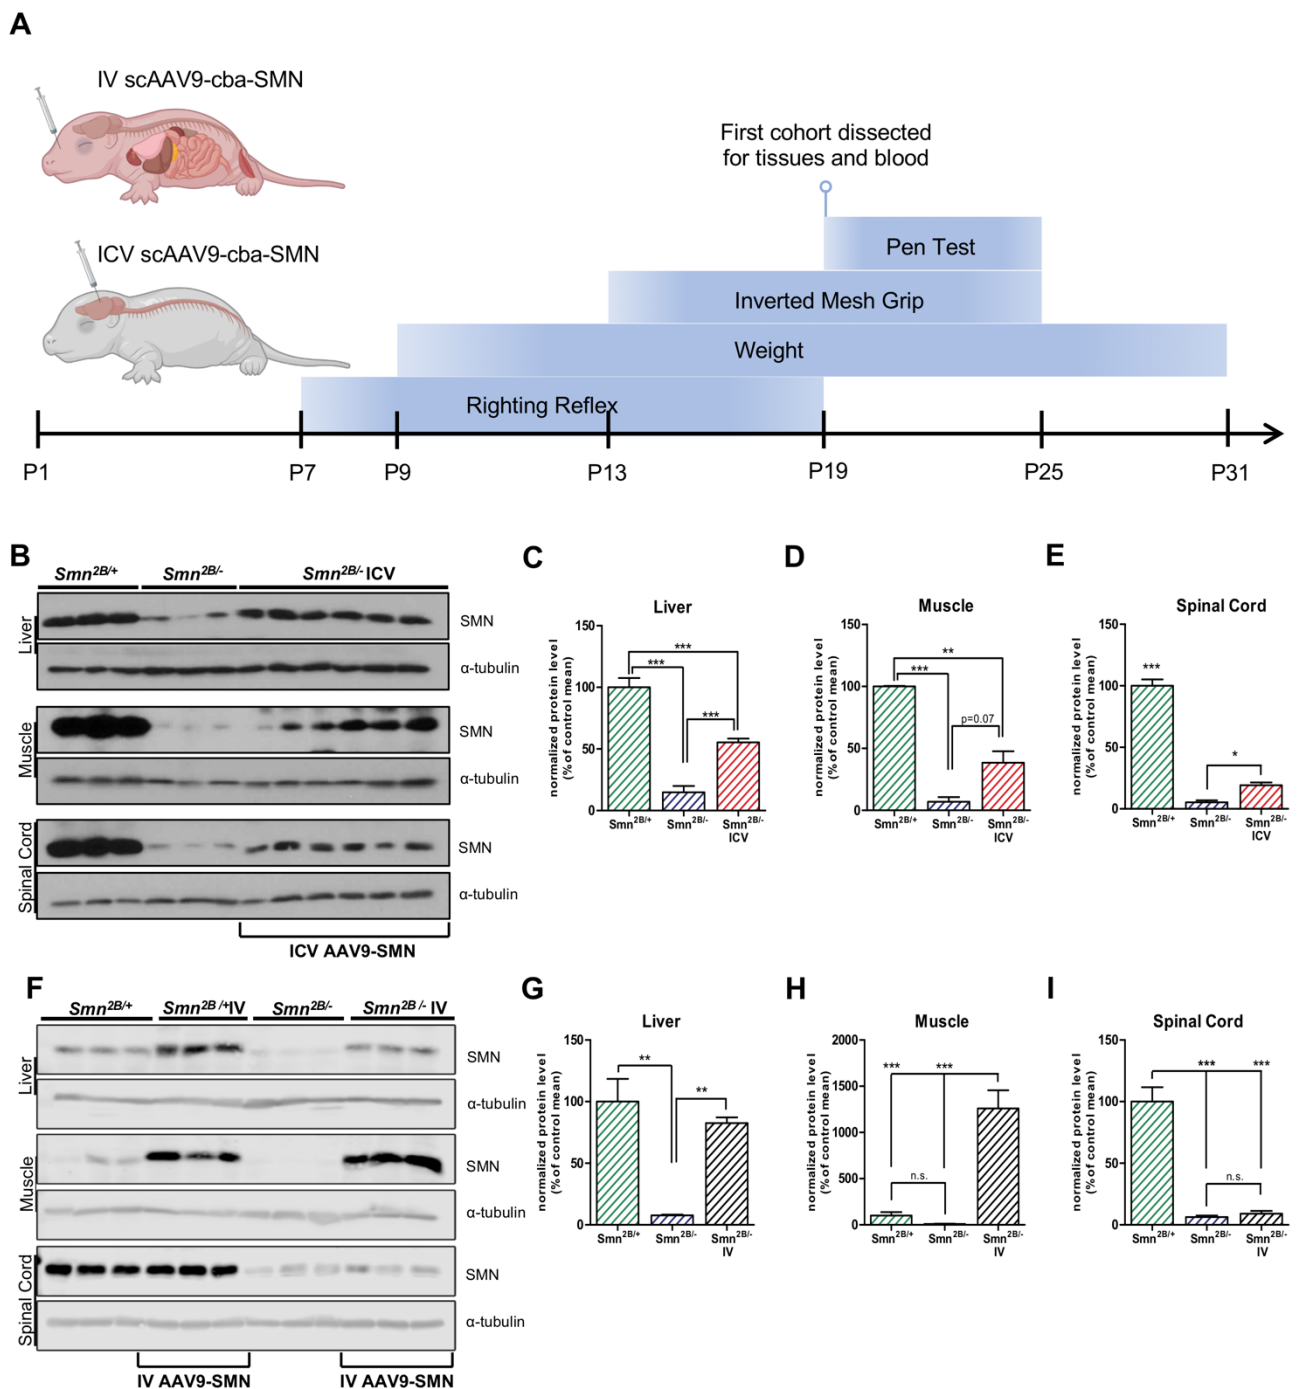 A
IV scAAV9-cba-SMN
ICV scAAV9-cba-SMN
First cohort dissected
for tissues and blood
Pen Test
Inverted Mesh Grip
Weight
Righting Reflex
P1 P7 P9 P13 P19 P25 P31
B
Smn2B/+ Smn2B/- Smn2B/- ICV
Liver
SMN
α-tubulin
Muscle
SMN
α-tubulin
Spinal Cord
SMN
α-tubulin
ICV AAV9-SMN
C
Liver
normalized protein level
(% of control mean)
150
100
50
0
***
***
***
Smn2B/+ Smn2B/- Smn2B/-
ICV
D
Muscle
normalized protein level
(% of control mean)
150
100
50
0
**
***
p=0.07
Smn2B/+ Smn2B/- Smn2B/-
ICV
E
Spinal Cord
normalized protein level
(% of control mean)
150
100
50
0
***
*
Smn2B/+ Smn2B/- Smn2B/-
ICV
F
Smn2B/+ Smn2B/+IV Smn2B/- Smn2B/- IV
Liver
SMN
α-tubulin
Muscle
SMN
α-tubulin
Spinal Cord
SMN
α-tubulin
IV AAV9-SMN IV AAV9-SMN
G
Liver
normalized protein level
(% of control mean)
150
100
50
0
**
**
Smn2B/+ Smn2B/- Smn2B/-
IV
H
Muscle
normalized protein level
(% of control mean)
2000
1500
1000
500
0
*** ***
n.s.
Smn2B/+ Smn2B/- Smn2B/-
IV
I
Spinal Cord
normalized protein level
(% of control mean)
150
100
50
0
*** ***
n.s.
Smn2B/+ Smn2B/- Smn2B/-
IV